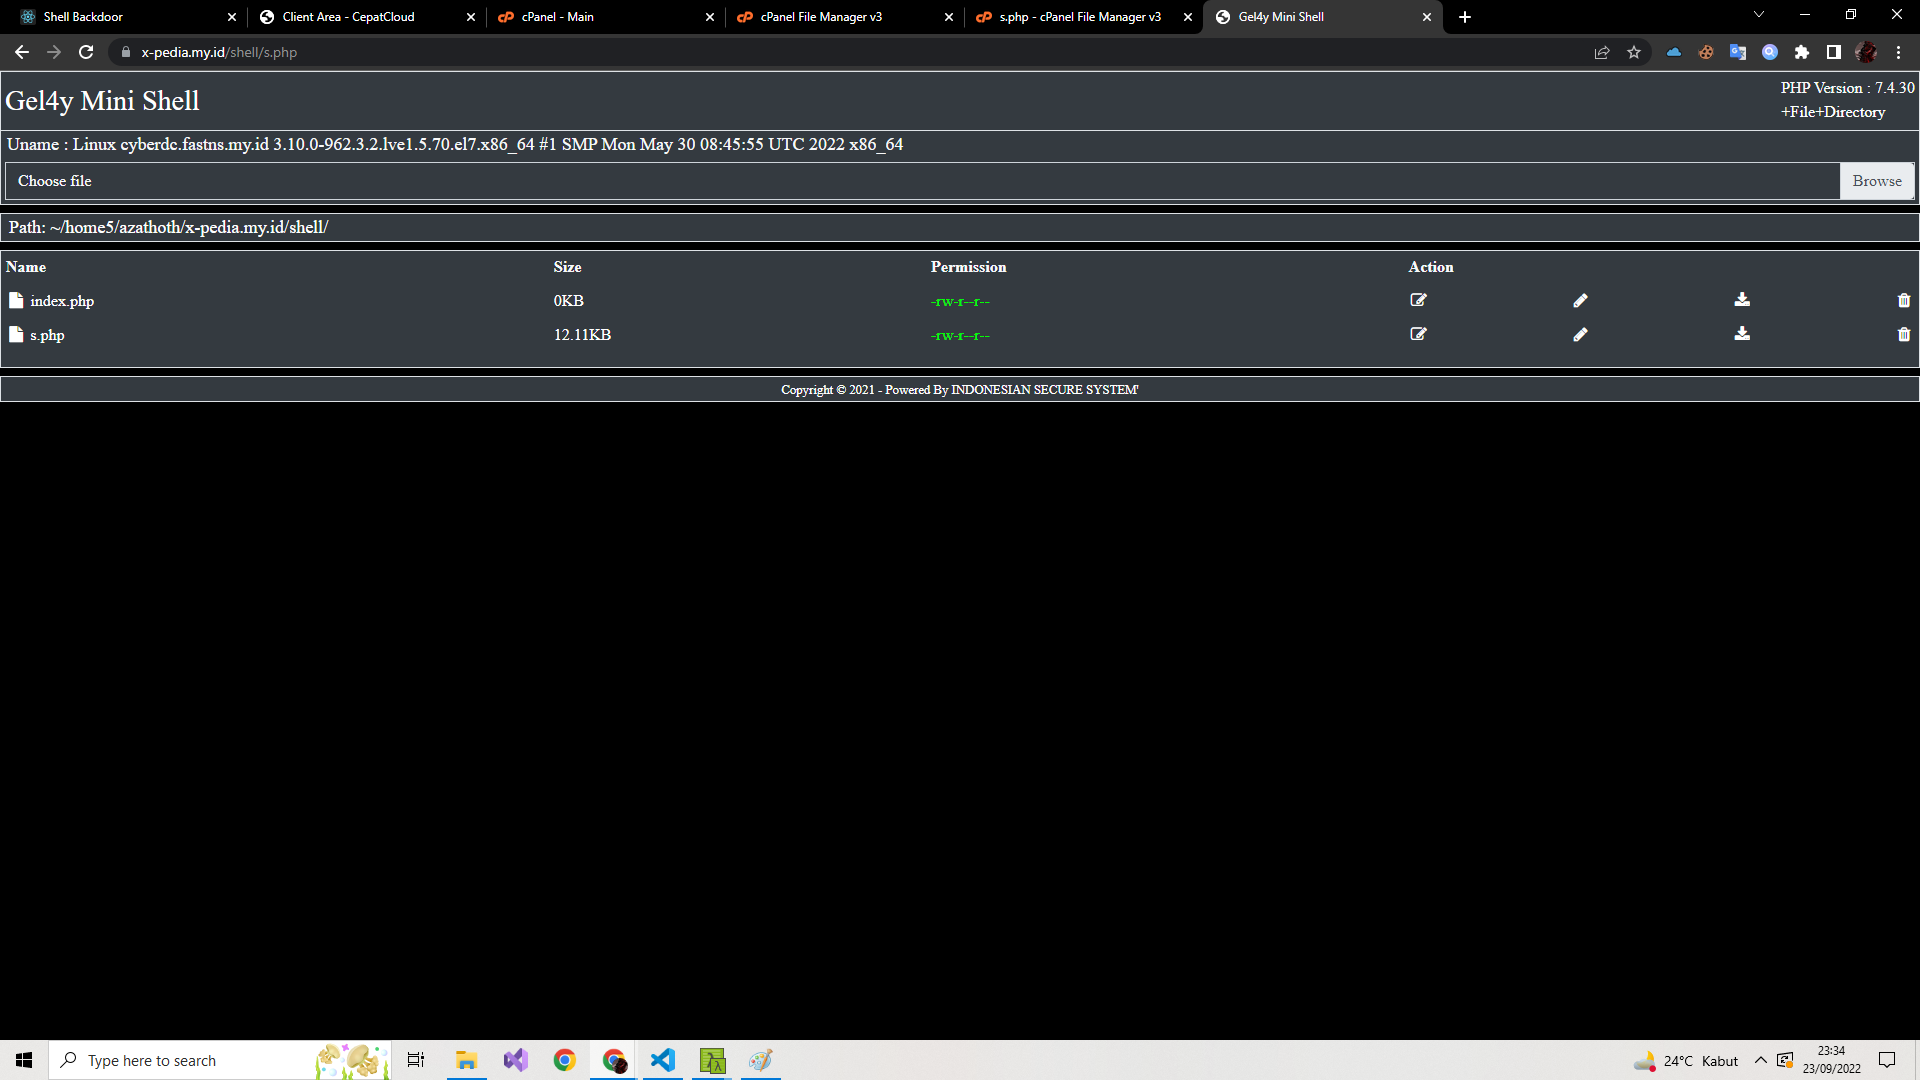 Shell Backdoor
Client Area - CepatCloud
cPanel - Main
cPanel File Manager v3
s.php - cPanel File Manager v3
Gel4y Mini Shell
x-pedia.my.id/shell/s.php
Gel4y Mini Shell
PHP Version : 7.4.30
+File+Directory
Uname : Linux cyberdc.fastns.my.id 3.10.0-962.3.2.lve1.5.70.el7.x86_64 #1 SMP Mon May 30 08:45:55 UTC 2022 x86_64
Choose file Browse
Path: ~/home5/azathoth/x-pedia.my.id/shell/
Name Size Permission Action
index.php 0KB -rw-r--r--
s.php 12.11KB -rw-r--r--
Copyright © 2021 - Powered By INDONESIAN SECURE SYSTEM'
Type here to search
24°C Kabut
23:34
23/09/2022